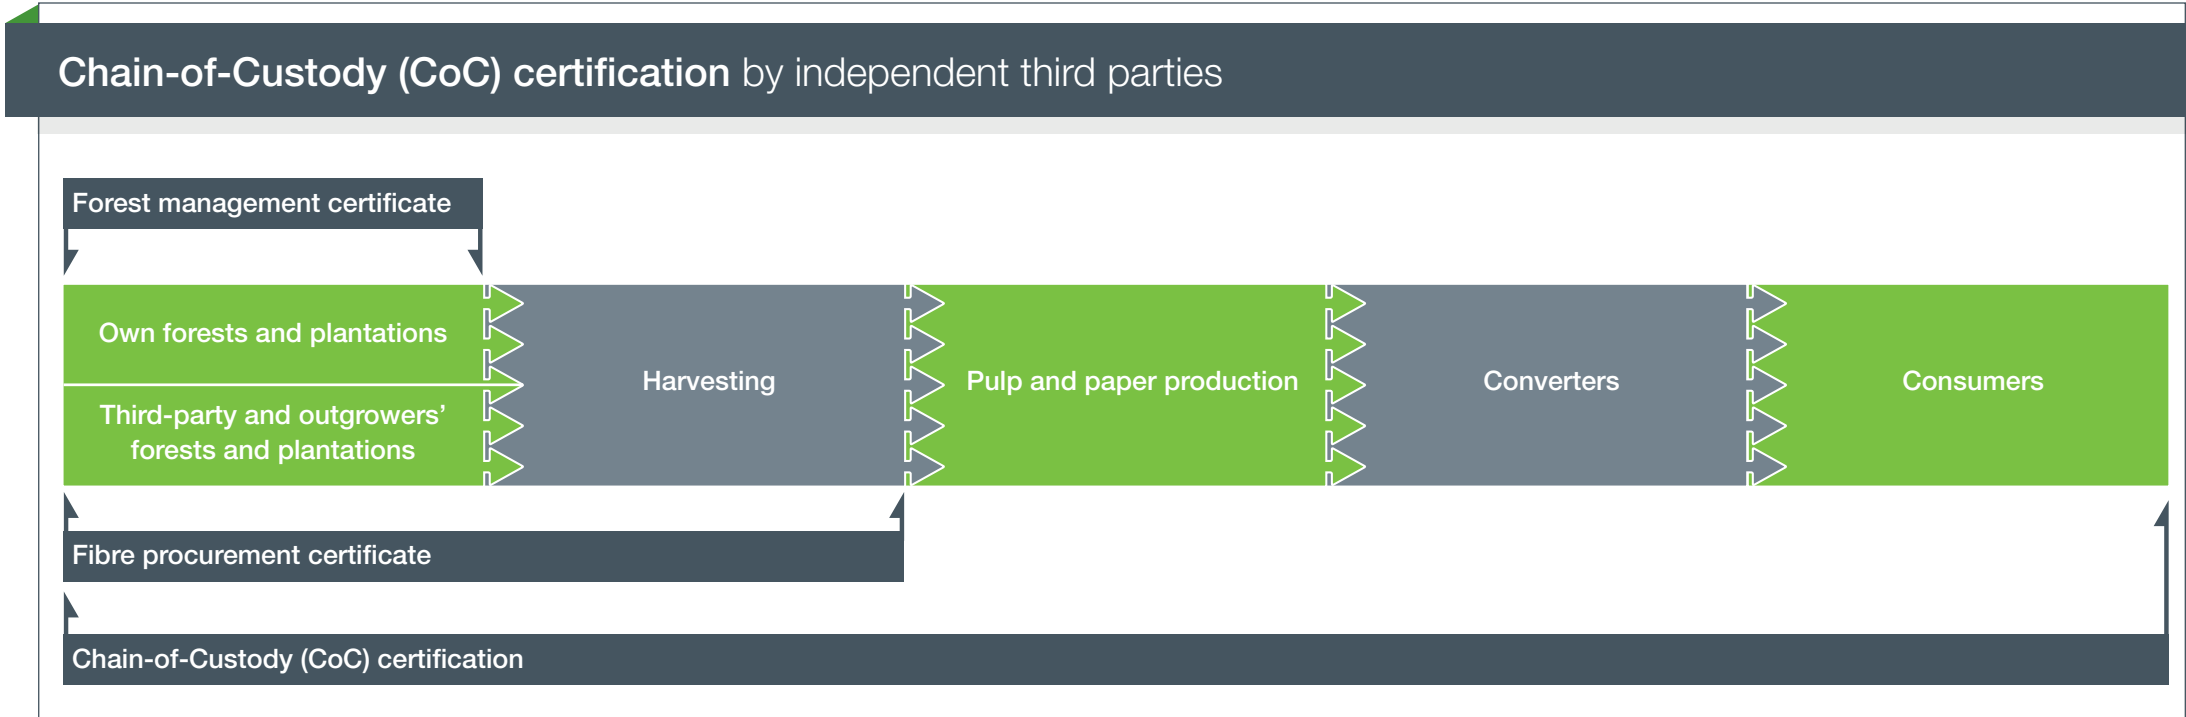 Chain-of-Custody (CoC) certification by independent third parties
Forest management certificate
Own forests and plantations
Third-party and outgrowers’
forests and plantations
Harvesting
Pulp and paper production
Converters
Consumers
Fibre procurement certificate
Chain-of-Custody (CoC) certification